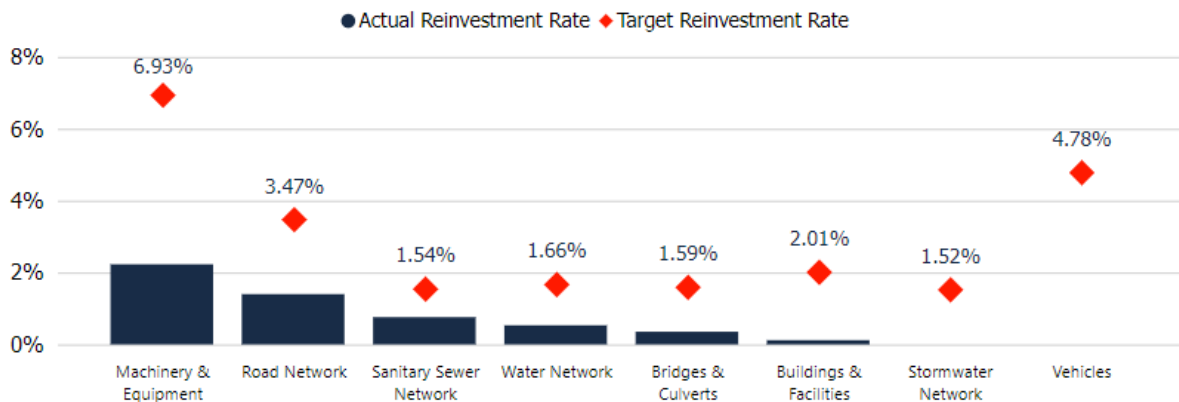 Actual Reinvestment Rate Target Reinvestment Rate
8%
6.93%
6%
4.78%
3.47%
4%
2.01%
1.54% 1.66% 1.59% 1.52%
2%
0%
Machinery & Road Network Sanitary Sewer Water Network Bridges & Buildings & Stormwater Vehicles
Equipment Network Culverts Facilities Network